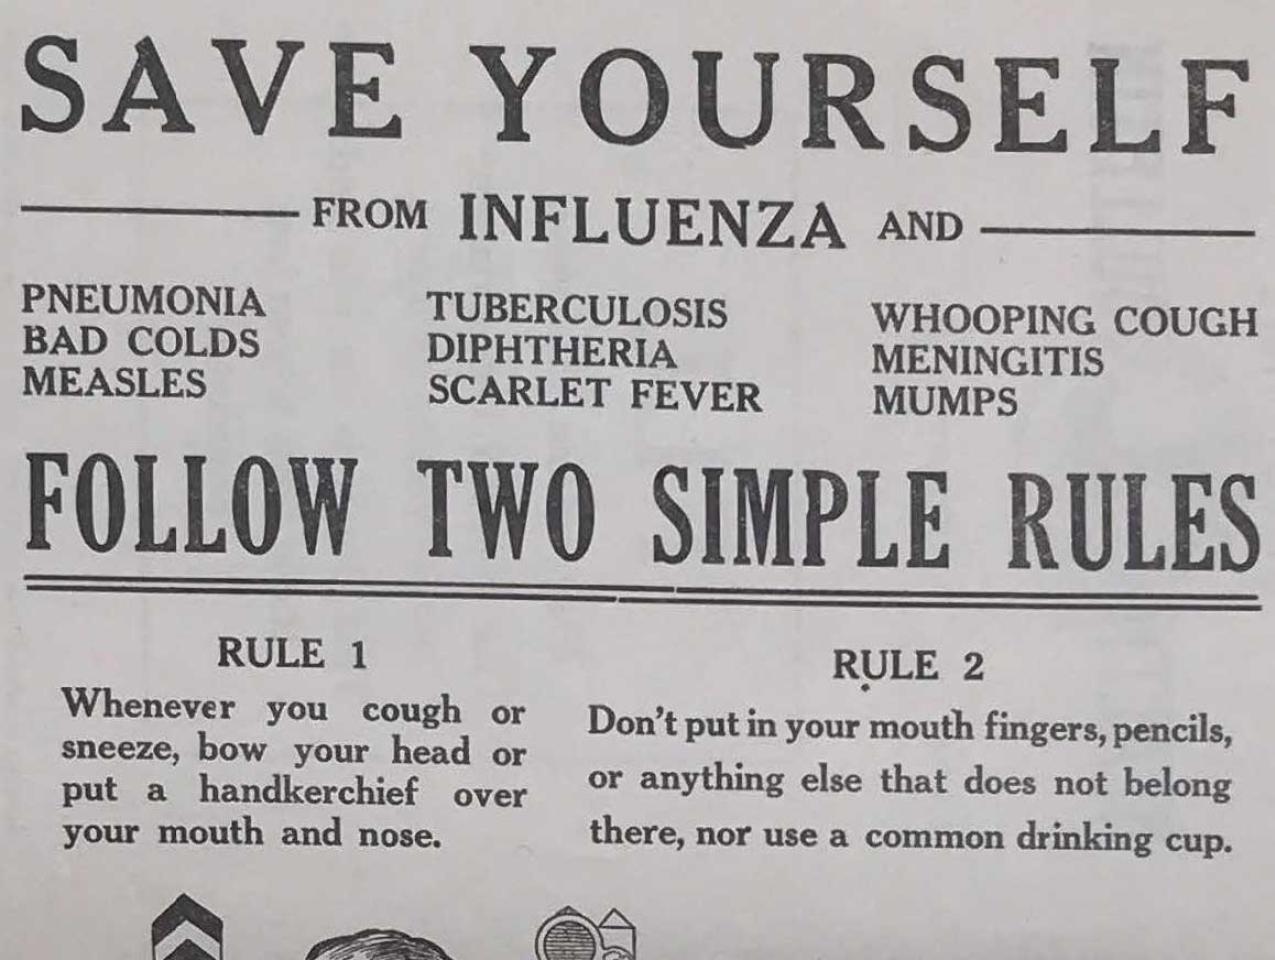 SAVE YOURSELF
FROM INFLUENZA AND
PNEUMONIA
BAD COLDS
MEASLES
TUBERCULOSIS
DIPHTHERIA
SCARLET FEVER
WHOOPING COUGH
MENINGITIS
MUMPS
FOLLOW TWO SIMPLE RULES
RULE 1
Whenever you cough or
sneeze, bow your head or
put a handkerchief over
your mouth and nose.
RULE 2
Don't put in your mouth fingers, pencils,
or anything else that does not belong
there, nor use a common drinking cup.